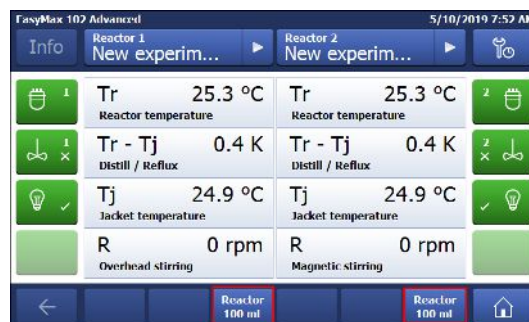 EasyMax 102 Advanced 5/10/2019 7:52 AM
Info
Reactor 1
New experim...
Reactor 2
New experim...
1
Tr 25.3 °C
Reactor temperature
Tr 25.3 °C
Reactor temperature
2
1
Tr - Tj 0.4 K
Distill / Reflux
Tr - Tj 0.4 K
Distill / Reflux
2
Tj 24.9 °C
Jacket temperature
Tj 24.9 °C
Jacket temperature
R 0 rpm
Overhead stirring
R 0 rpm
Magnetic stirring
Reactor
100 ml
Reactor
100 ml